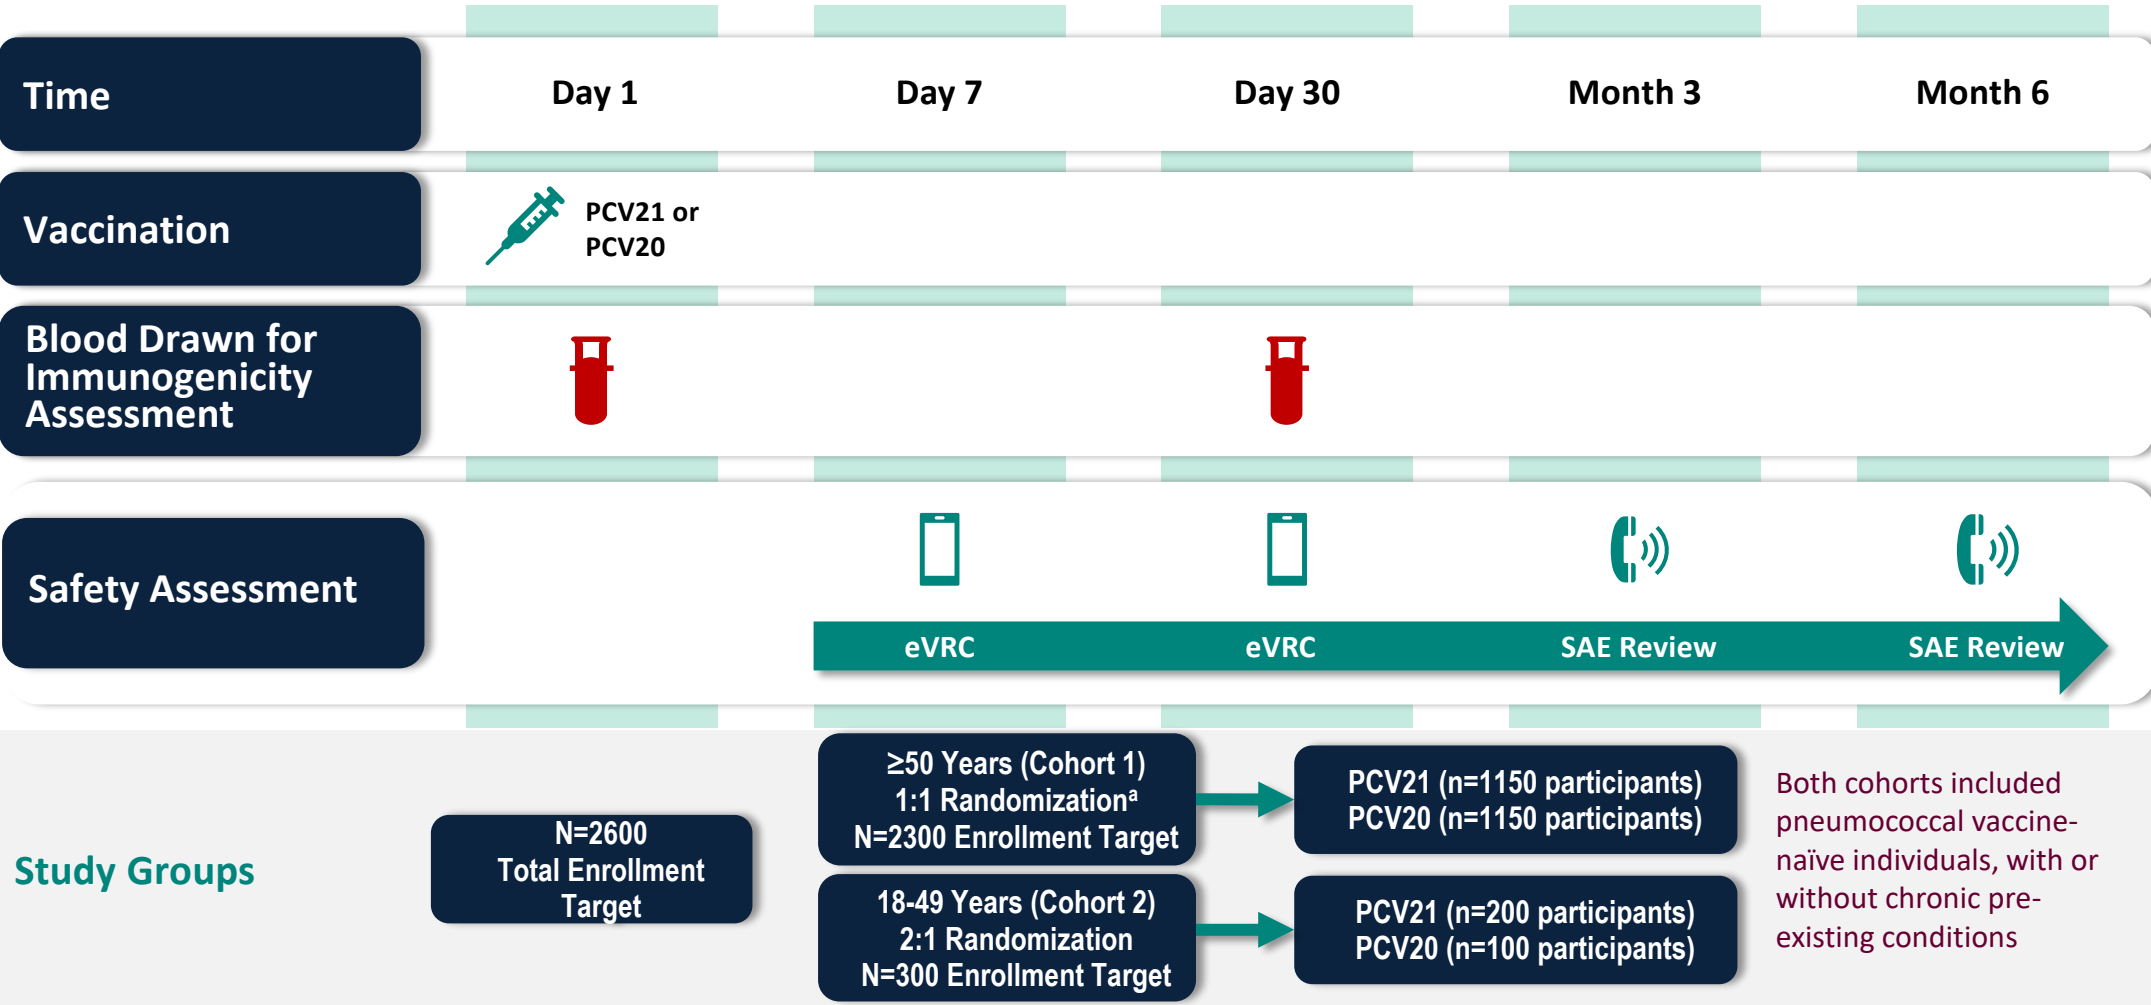 Time
Day 1
Day 7
Day 30
Month 3
Month 6
Vaccination
PCV21 or
PCV20
Blood Drawn for
Immunogenicity
Assessment
Safety Assessment
eVRC
eVRC
SAE Review
SAE Review
Study Groups
N=2600
Total Enrollment
Target
≥50 Years (Cohort 1)
1:1 Randomizationᵃ
N=2300 Enrollment Target
PCV21 (n=1150 participants)
PCV20 (n=1150 participants)
18-49 Years (Cohort 2)
2:1 Randomization
N=300 Enrollment Target
PCV21 (n=200 participants)
PCV20 (n=100 participants)
Both cohorts included
pneumococcal vaccine-
naïve individuals, with or
without chronic pre-
existing conditions